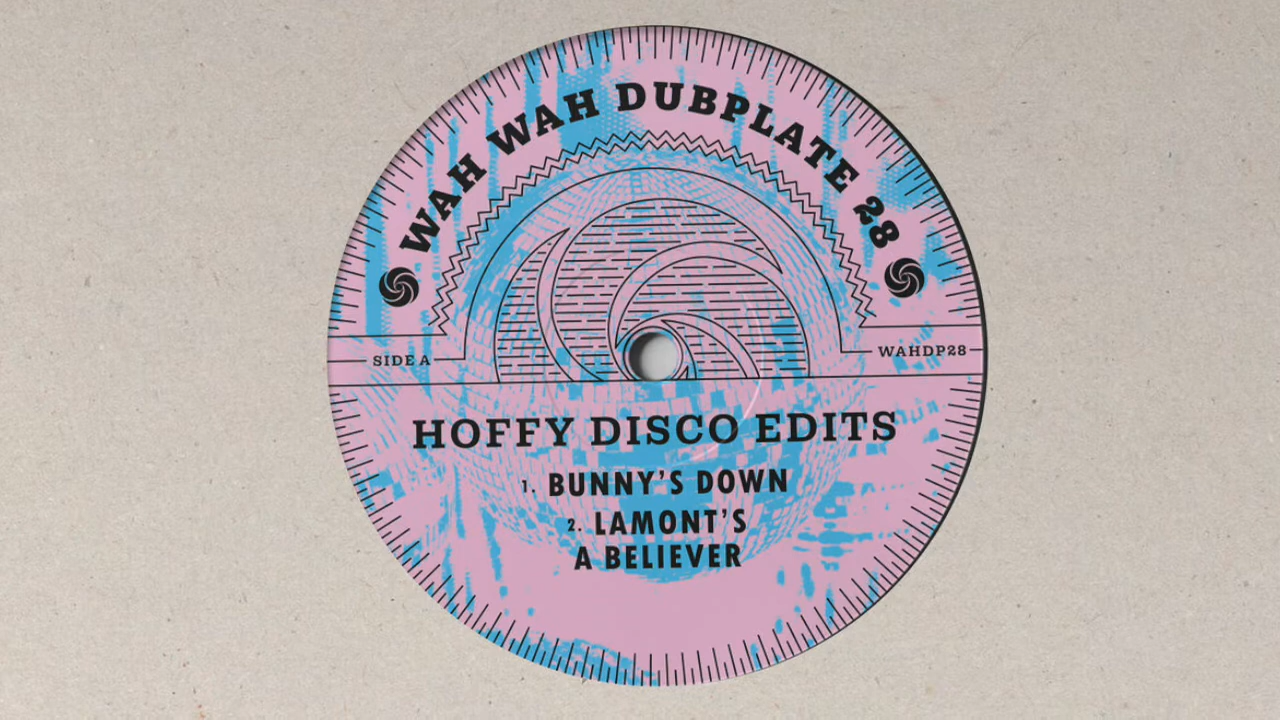 WAH WAH DUBPLATE 28
SIDE A
WAHDP28
HOFFY DISCO EDITS
1. BUNNY'S DOWN
2. LAMONT'S
A BELIEVER